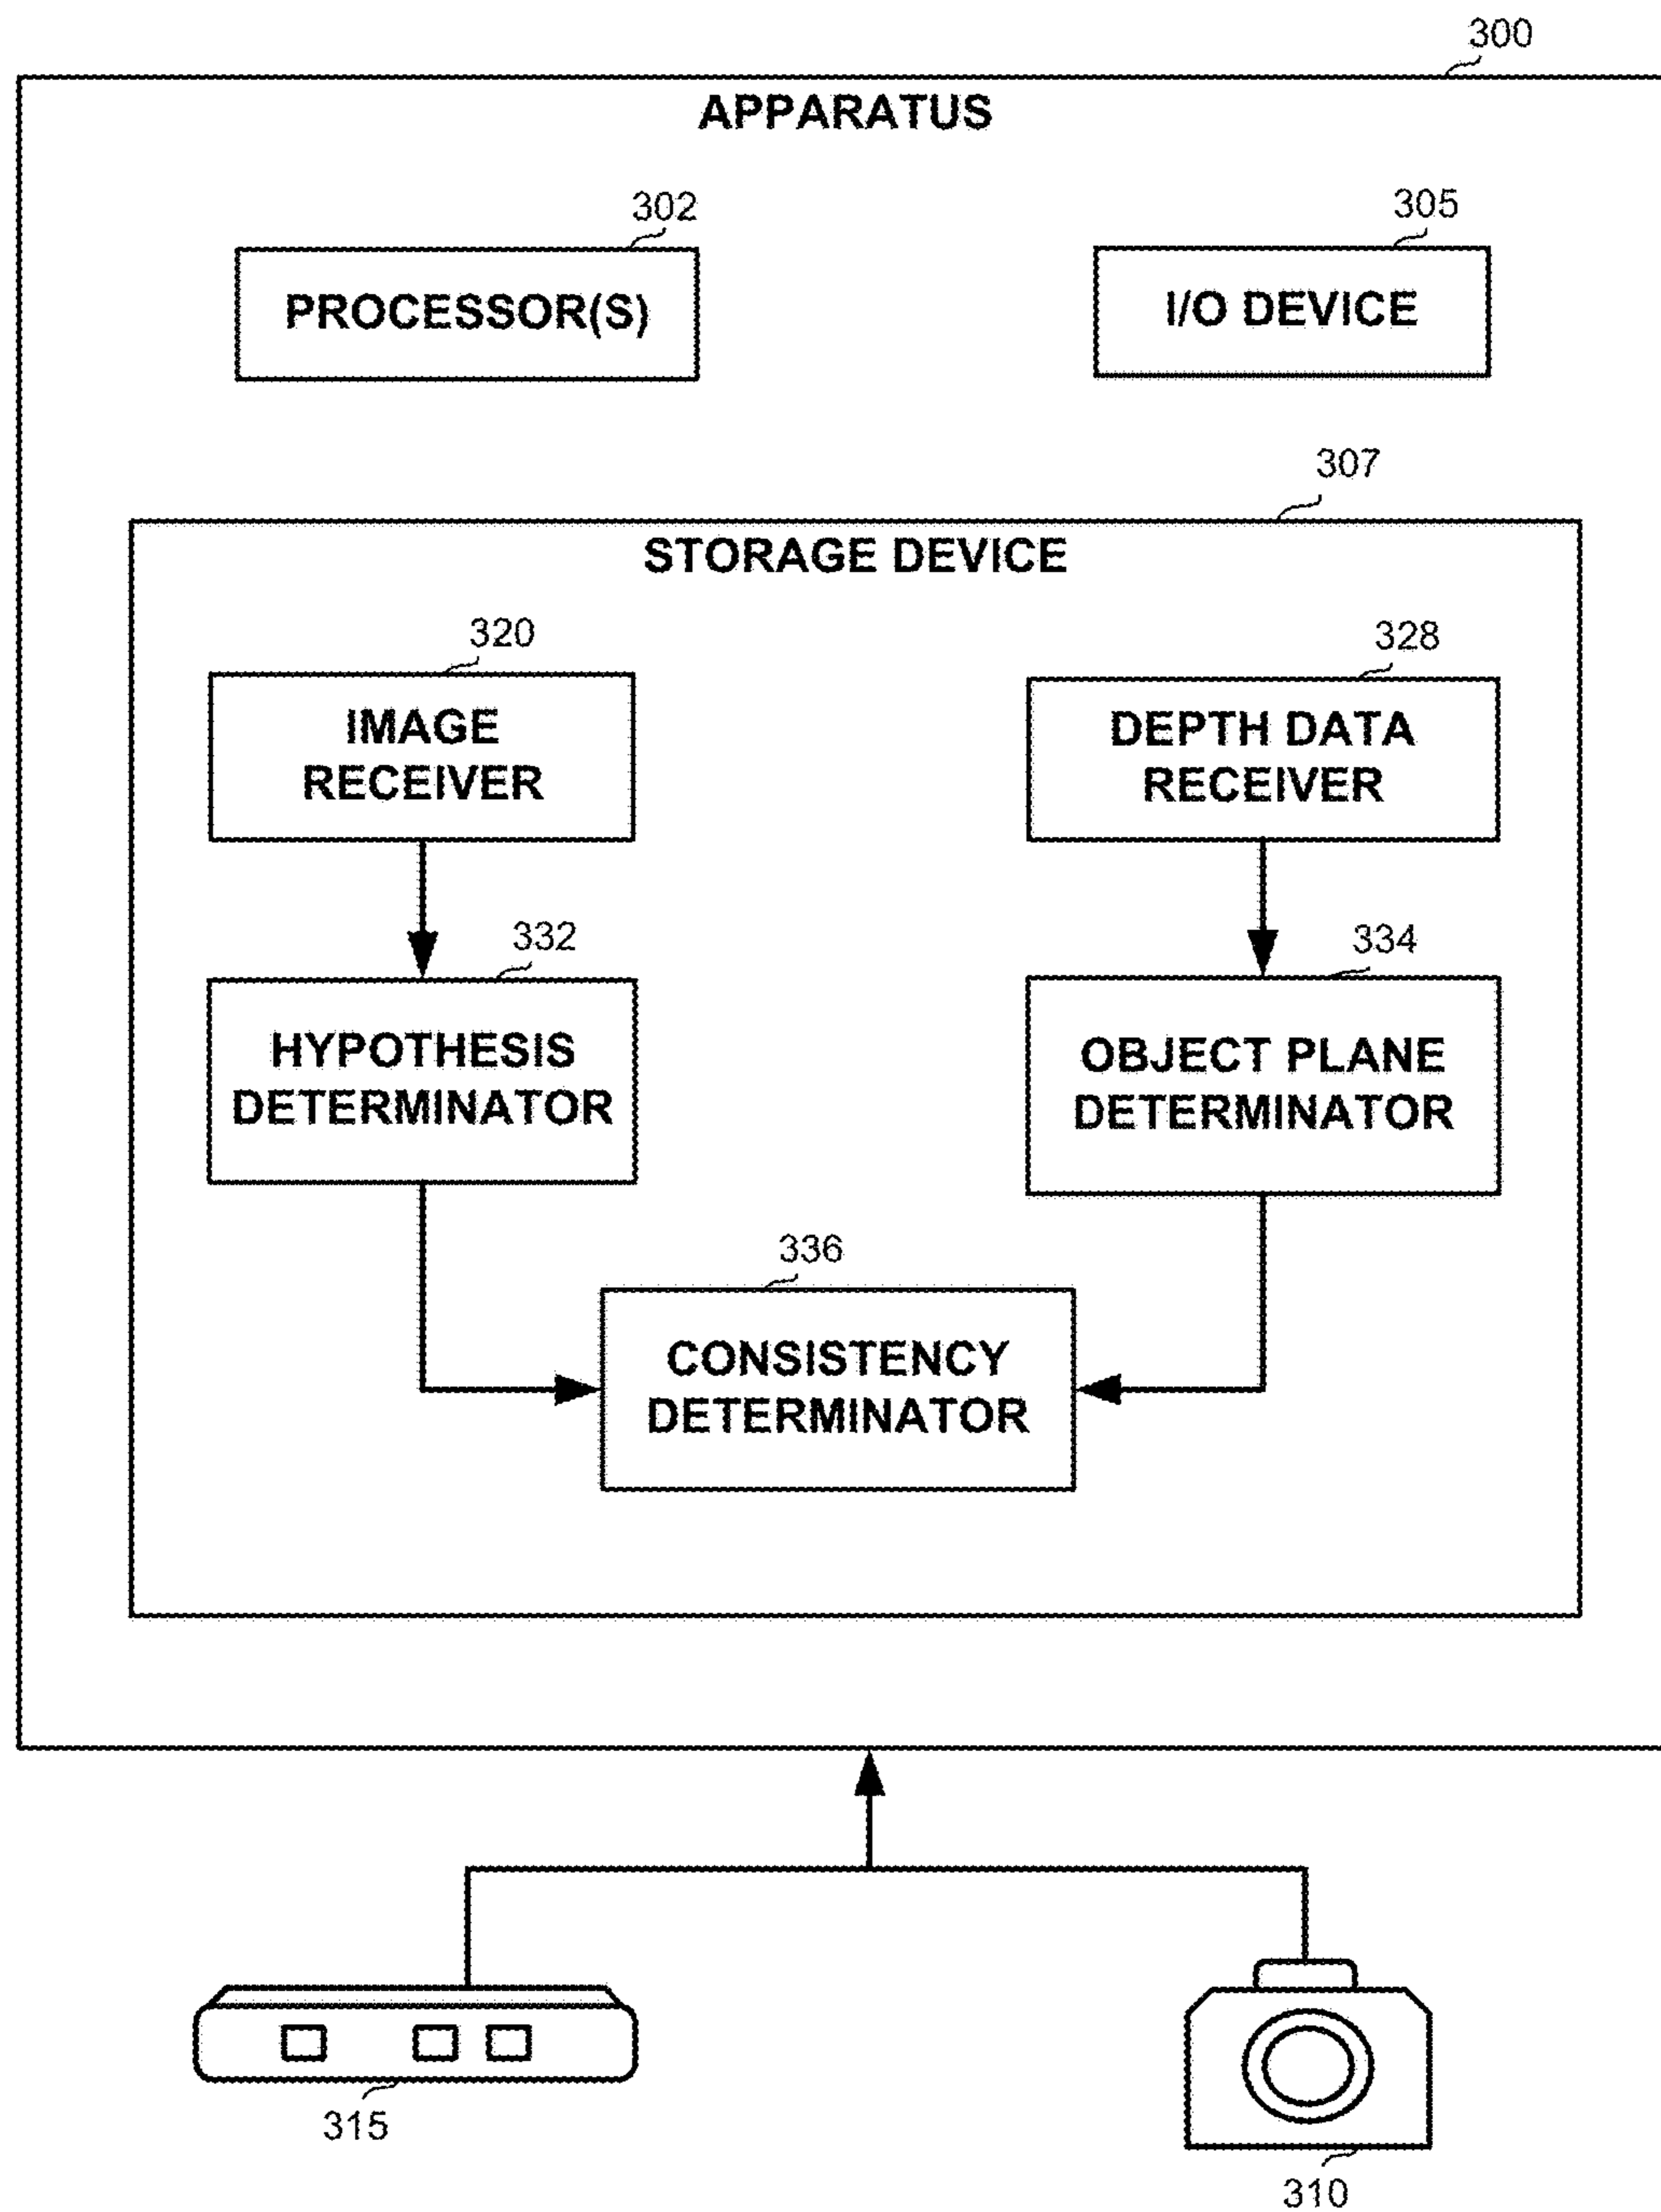 300
APPARATUS
302
305
PROCESSOR(S)
I/O DEVICE
307
STORAGE DEVICE
320
328
IMAGE
RECEIVER
DEPTH DATA
RECEIVER
332
334
HYPOTHESIS
DETERMINATOR
OBJECT PLANE
DETERMINATOR
336
CONSISTENCY
DETERMINATOR
315
310